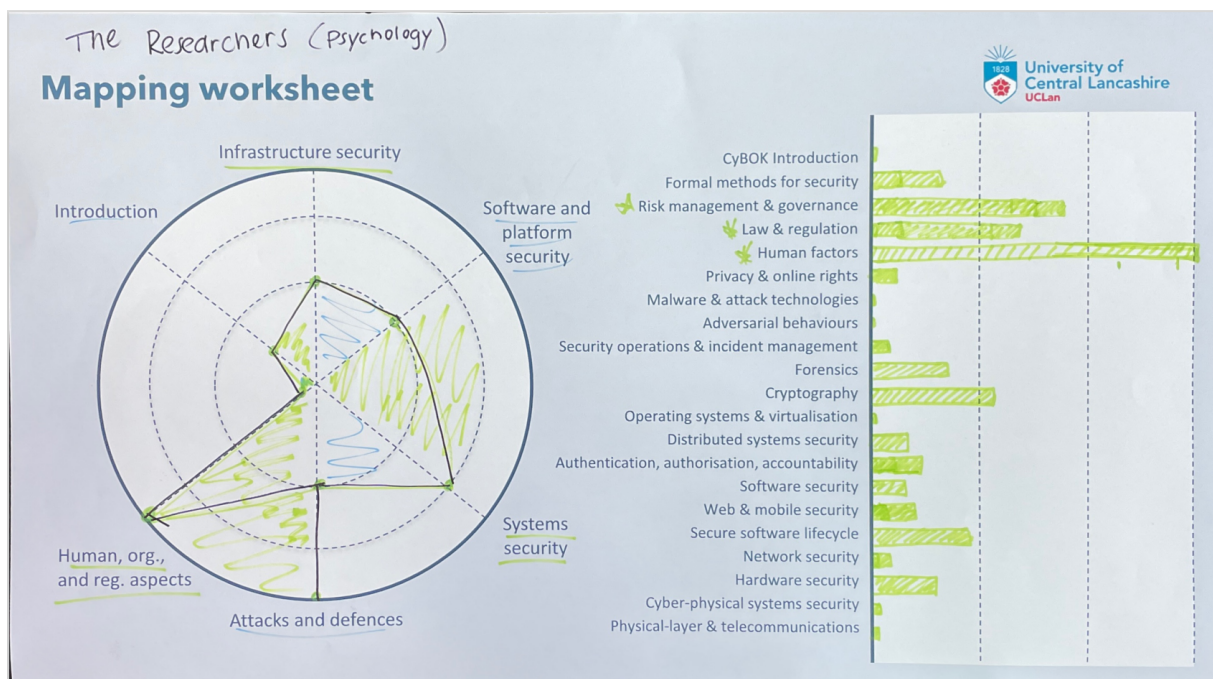 The Researchers (Psychology)
Mapping worksheet
1828
University of
Central Lancashire
UCLan
Infrastructure security
Introduction
Software and
platform
security
Systems
security
Human, org.,
and reg. aspects
Attacks and defences
CyBOK Introduction
Formal methods for security
Risk management & governance
Law & regulation
Human factors
Privacy & online rights
Malware & attack technologies
Adversarial behaviours
Security operations & incident management
Forensics
Cryptography
Operating systems & virtualisation
Distributed systems security
Authentication, authorisation, accountability
Software security
Web & mobile security
Secure software lifecycle
Network security
Hardware security
Cyber-physical systems security
Physical-layer & telecommunications